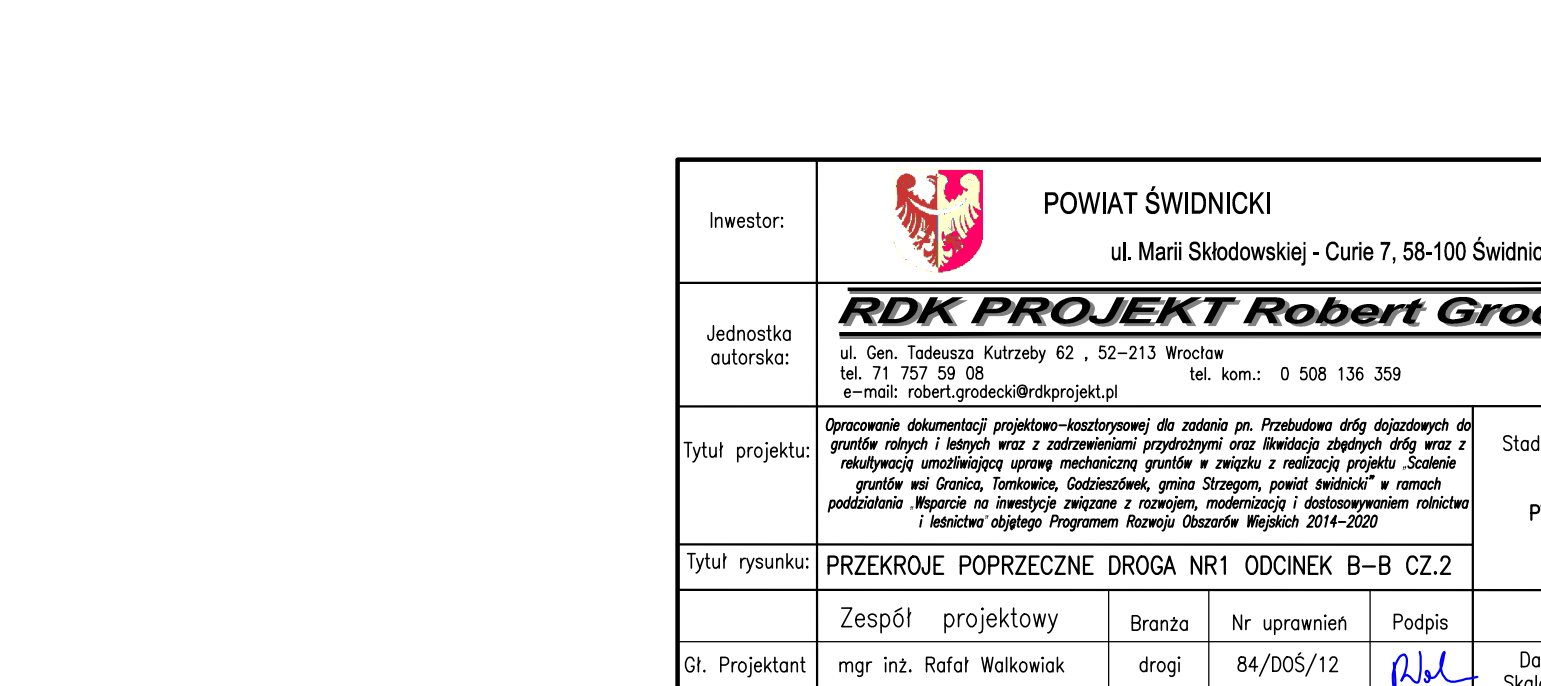 Inwestor:
POWIAT ŚWIDNICKI
ul. Marii Skłodowskiej - Curie 7, 58-100
Jednostka
autorska:
RDK PROJEKT Robert
ul. Gen. Tadeusza Kutrzeby 62 , 52-213 Wrocław
tel. 71 757 59 08 tel. kom.: 0 508 136 359
e-mail: robert.grodecki@rdkprojekt.pl
Tytuł projektu:
Opracowanie dokumentacji projektowo-kosztorysowej dla zadania pn. Przebudowa dróg dojazdowych do
gruntów rolnych i leśnych wraz z zadrzewieniami przydrożnymi oraz likwidacja zbędnych dróg wraz z
rekultywacją umożliwiającą uprawę mechaniczną gruntów w związku z realizacją projektu „Scalenie
gruntów wsi Granica, Tomkowice, Godzieszówek, gmina Strzegom, powiat świdnicki" w ramach
poddziałania „Wsparcie na inwestycje związane z rozwojem, modernizacją i dostosowywaniem rolnictwa
i leśnictwa" objętego Programem Rozwoju Obszarów Wiejskich 2014-2020
Tytuł rysunku:
PRZEKROJE POPRZECZNE DROGA NR1 ODCINEK B-B CZ.2
Zespół projektowy Branża Nr uprawnień Podpis
Gł. Projektant mgr inż. Rafał Walkowiak drogi 84/DOŚ/12